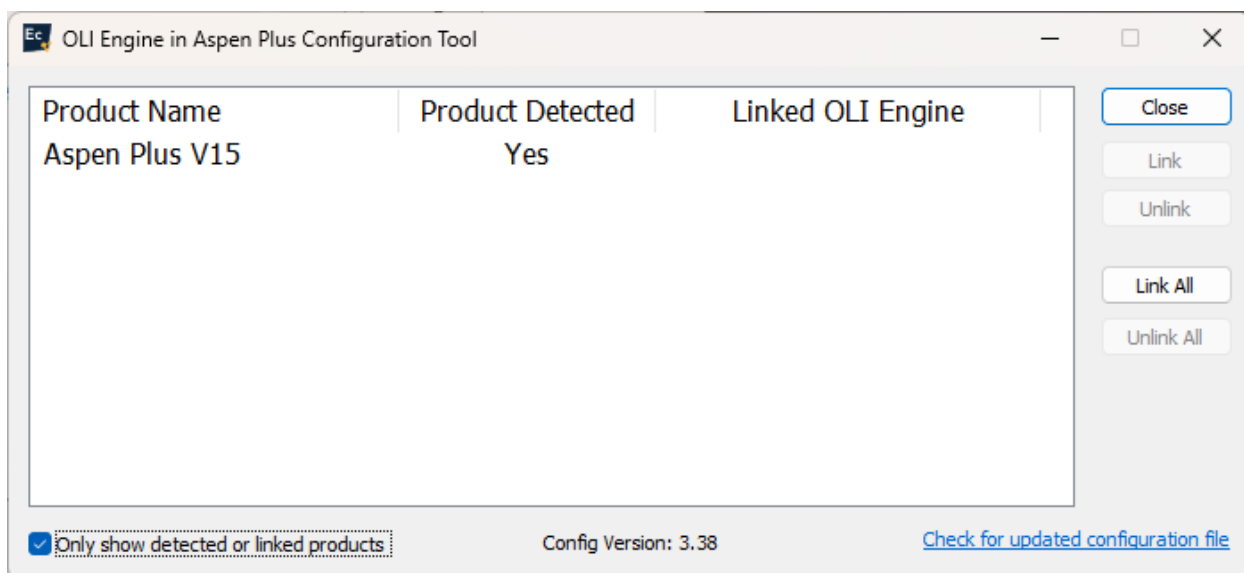 Ec OLI Engine in Aspen Plus Configuration Tool
Product Name Product Detected Linked OLI Engine
Aspen Plus V15 Yes
Close
Link
Unlink
Link All
Unlink All
Only show detected or linked products Config Version: 3.38 Check for updated configuration file